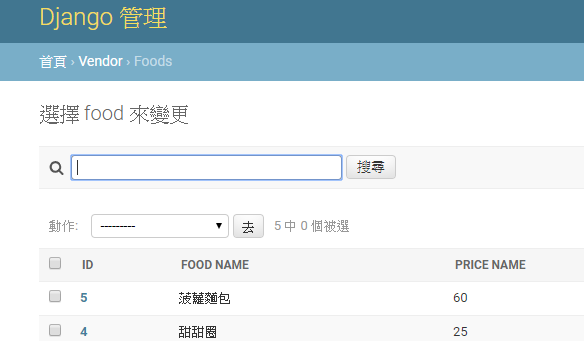 Django 管理
首頁 › Vendor › Foods
選擇 food 來變更
搜尋
動作: --------- 去 5 中 0 個被選
ID FOOD NAME PRICE NAME
5 菠蘿麵包 60
4 甜甜圈 25